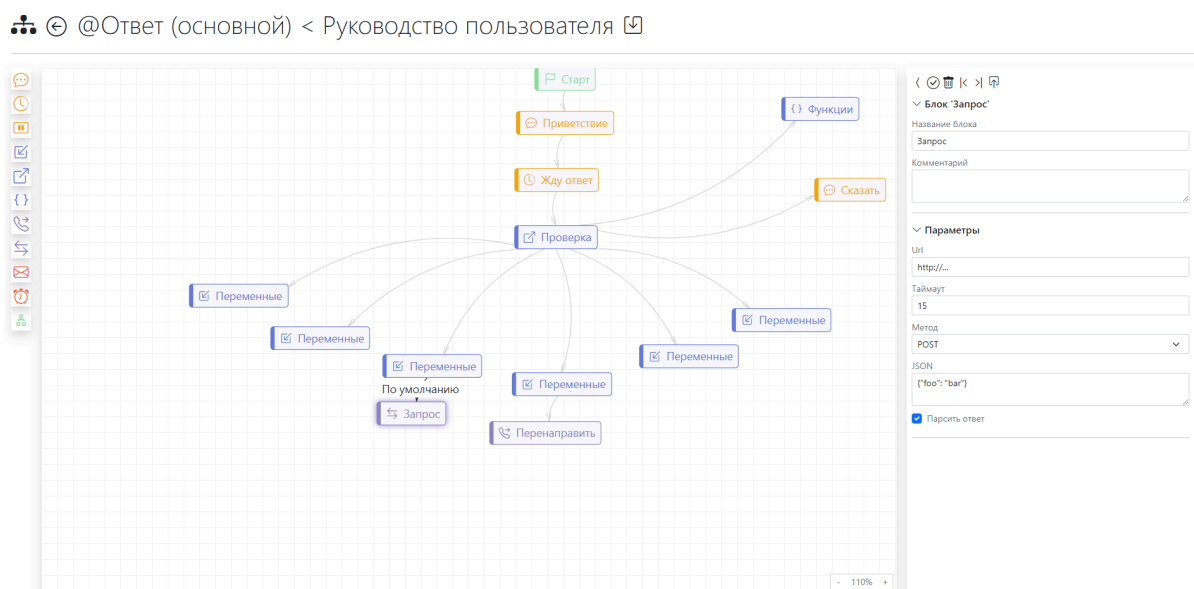 @Ответ (основной) < Руководство пользователя
Старт
Приветствие
Функции
Жду ответ
Сказать
Проверка
Переменные
Переменные
Переменные
Переменные
Переменные
Переменные
По умолчанию
Запрос
Перенаправить
- 110% +
Блок 'Запрос'
Название блока
Запрос
Комментарий
Параметры
Url
http://...
Таймаут
15
Метод
POST
JSON
{"foo": "bar"}
Парсить ответ